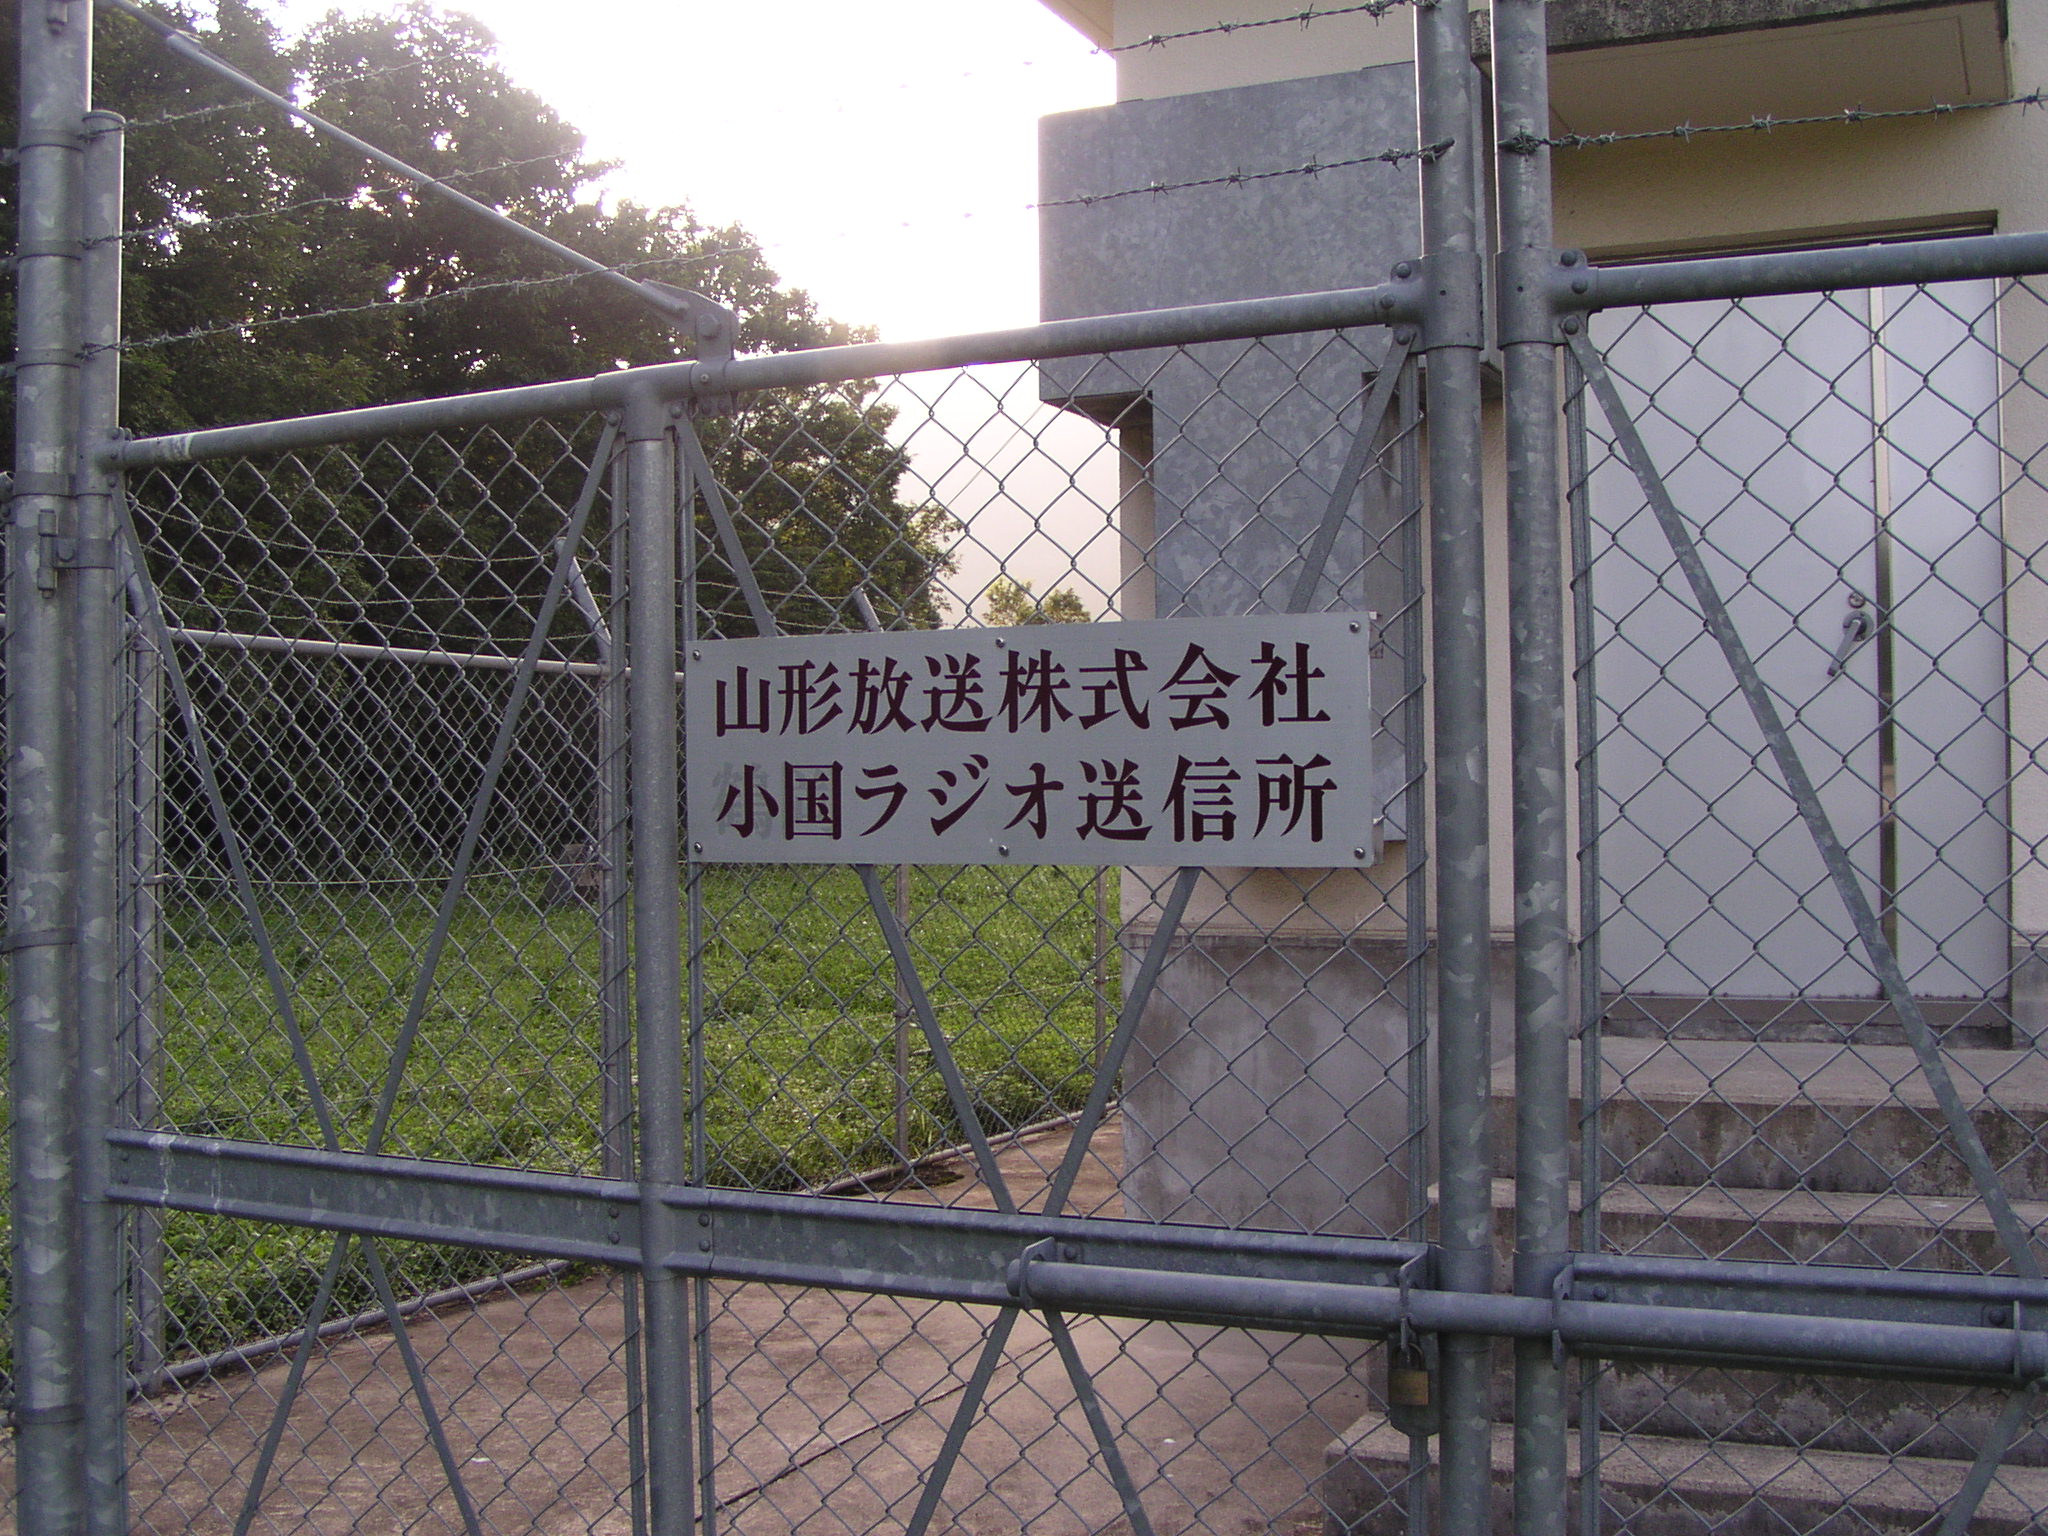 山形放送株式会社
小国ラジオ送信所